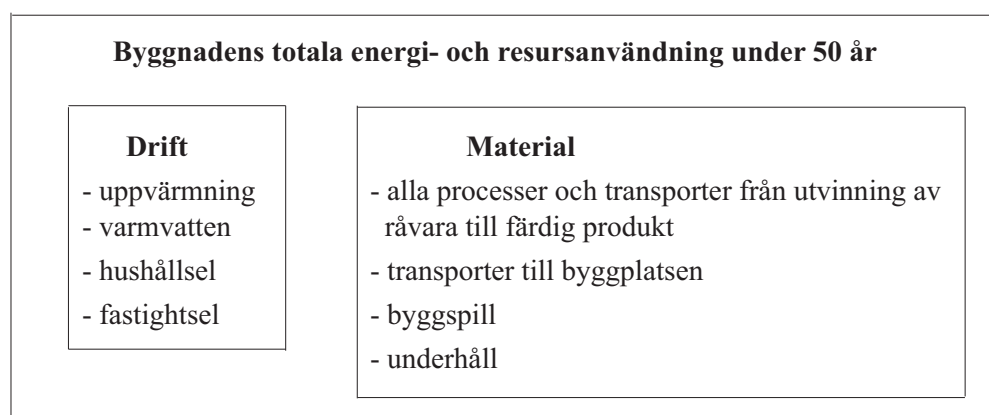 Byggnadens totala energi- och resursanvändning under 50 år
Drift
- uppvärmning
- varmvatten
- hushållsel
- fastightsel
Material
- alla processer och transporter från utvinning av
råvara till färdig produkt
- transporter till byggplatsen
- byggspill
- underhåll